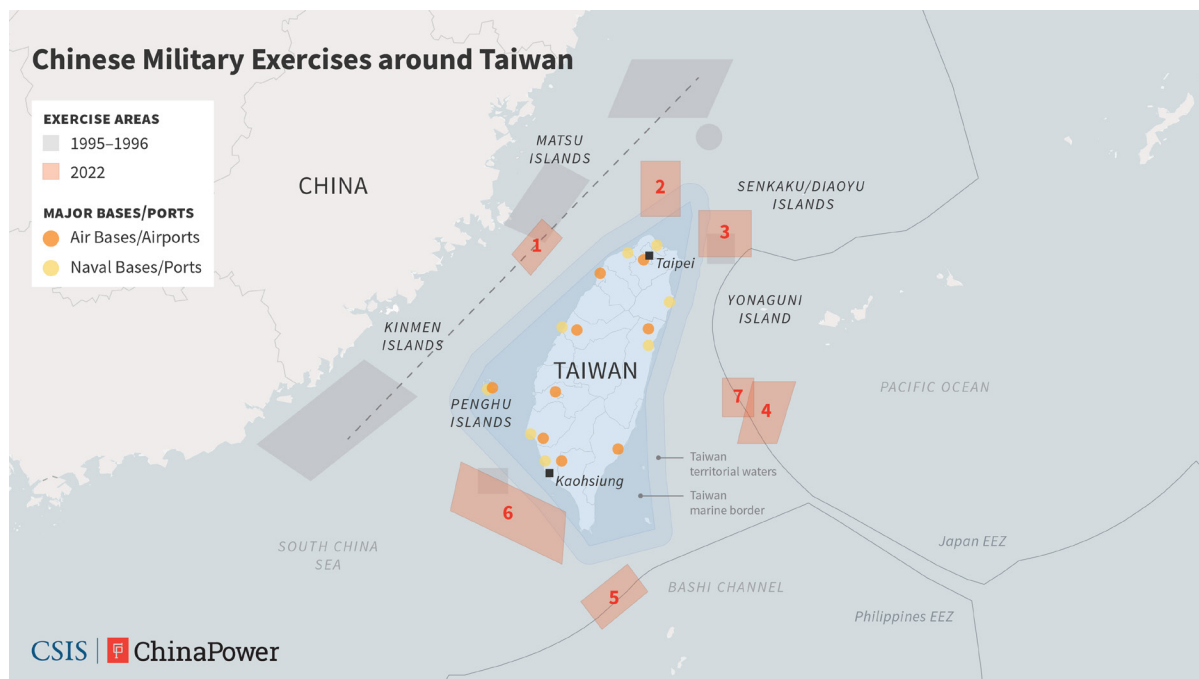 Chinese Military Exercises around Taiwan
EXERCISE AREAS
1995–1996
2022
MAJOR BASES/PORTS
Air Bases/Airports
Naval Bases/Ports
CHINA
MATSU
ISLANDS
2
SENKAKU/DIAOYU
ISLANDS
3
1
Taipei
YONAGUNI
ISLAND
KINMEN
ISLANDS
TAIWAN
PENGHU
ISLANDS
7
4
PACIFIC OCEAN
Taiwan
territorial waters
Taiwan
marine border
Kaohsiung
6
SOUTH CHINA
SEA
Japan EEZ
BASHI CHANNEL
5
Philippines EEZ
CSIS | ChinaPower